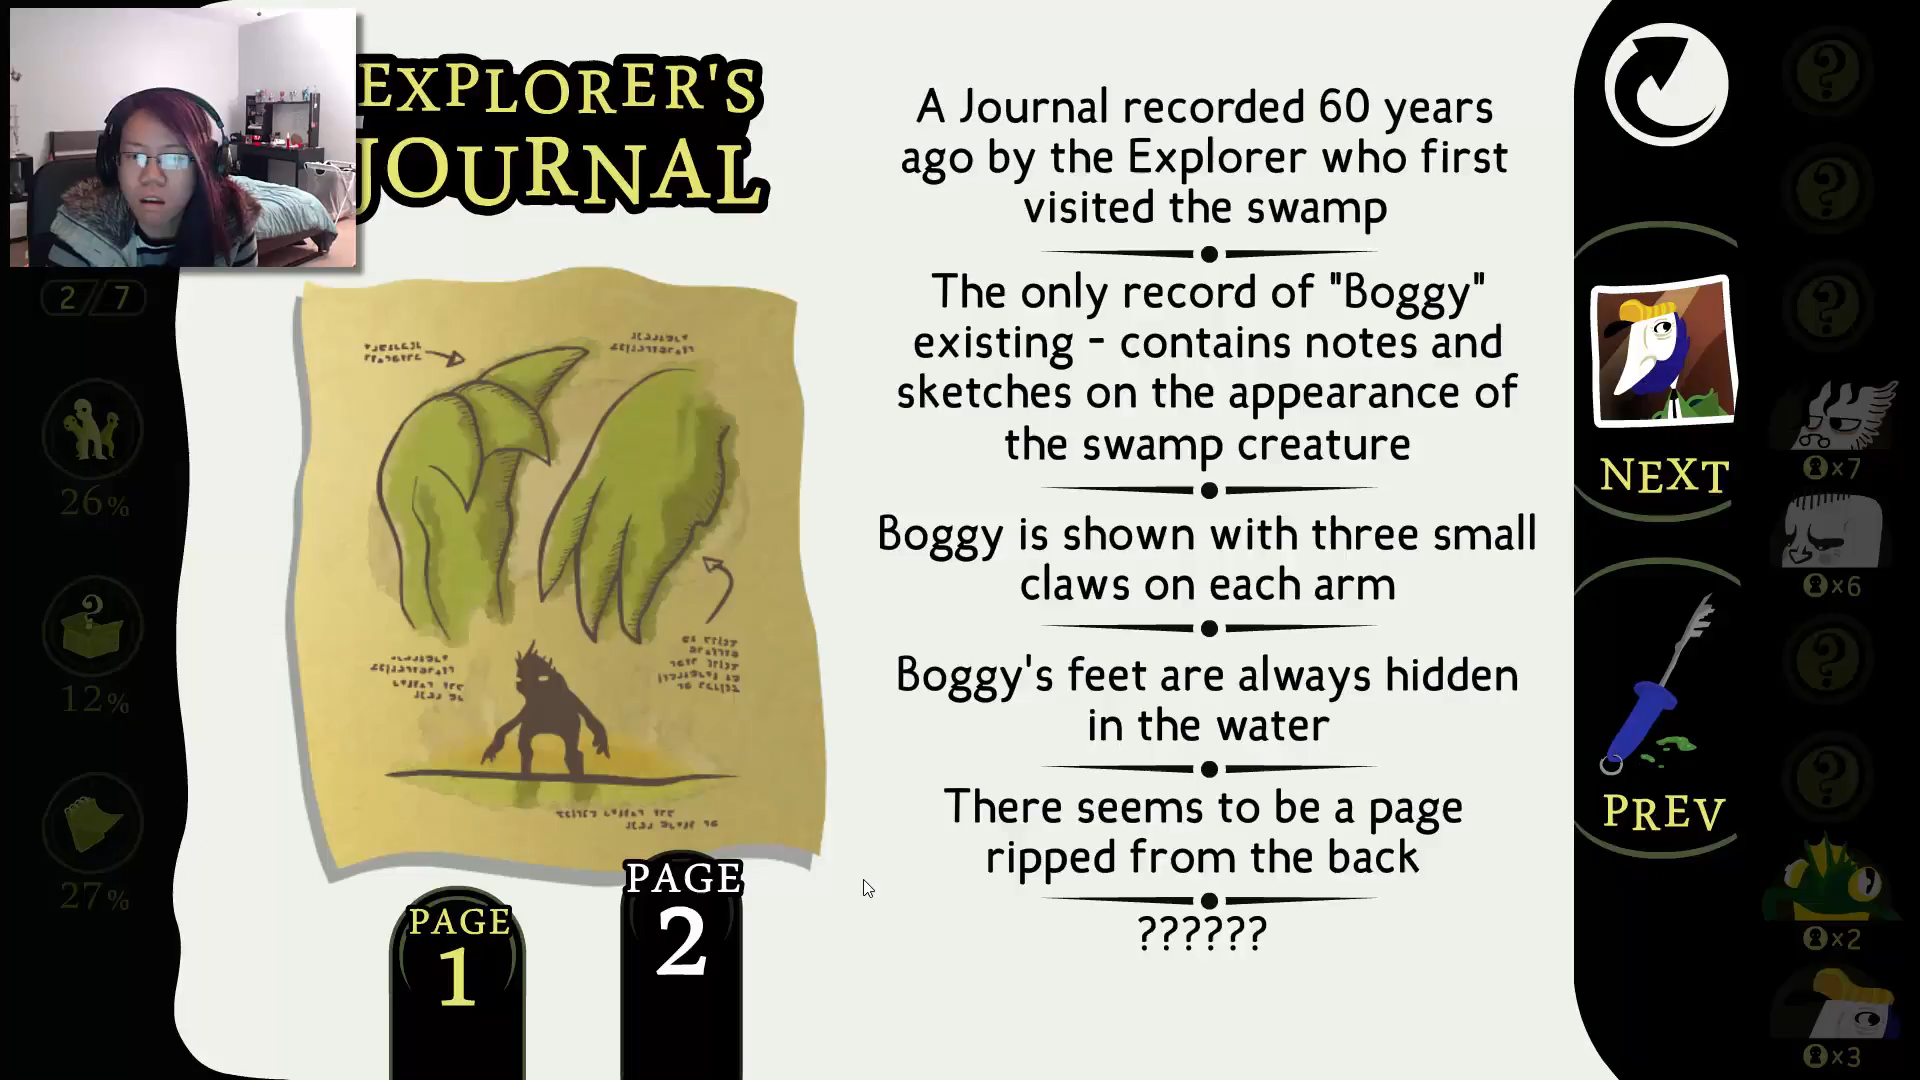 EXPLORER'S
JOURNAL
2/7
26%
12%
27%
PAGE
1
PAGE
2
A Journal recorded 60 years
ago by the Explorer who first
visited the swamp
The only record of "Boggy"
existing - contains notes and
sketches on the appearance of
the swamp creature
Boggy is shown with three small
claws on each arm
Boggy's feet are always hidden
in the water
There seems to be a page
ripped from the back
??????
NEXT
PREV
x7
x6
x2
x3